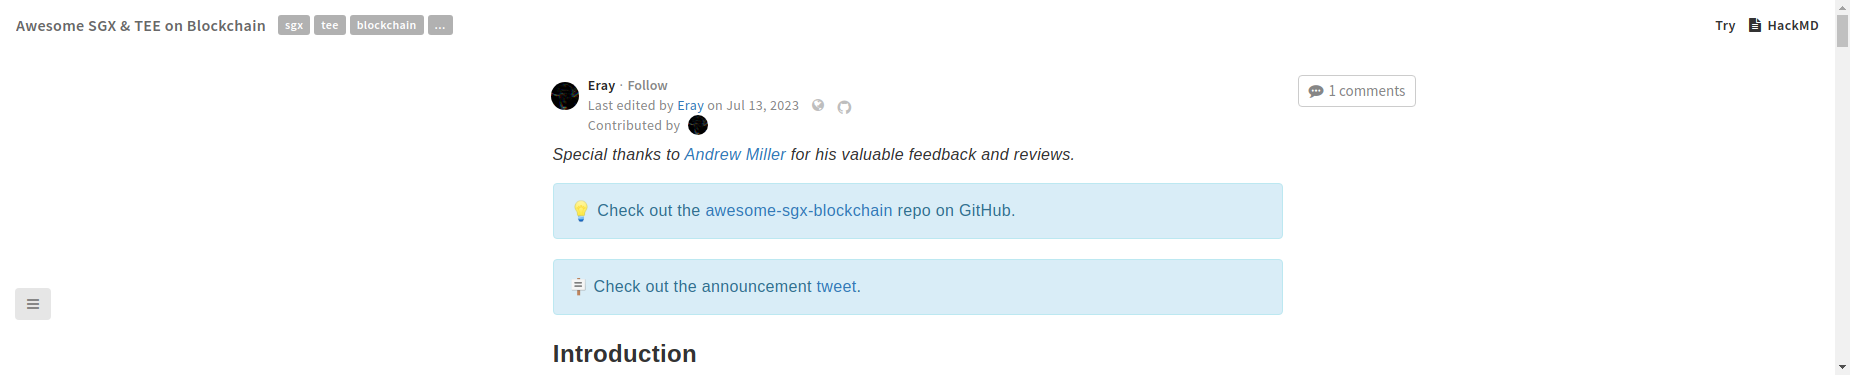 Awesome SGX & TEE on Blockchain sgx tee blockchain ... Try HackMD
Eray · Follow
1 comments
Last edited by Eray on Jul 13, 2023
Contributed by
Special thanks to Andrew Miller for his valuable feedback and reviews.
Check out the awesome-sgx-blockchain repo on GitHub.
Check out the announcement tweet.
Introduction